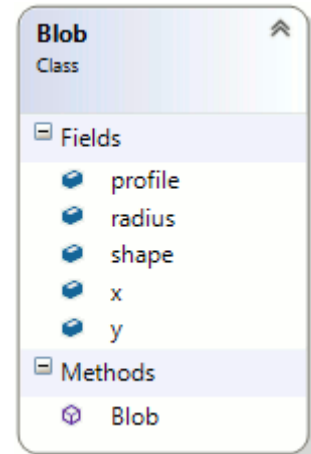 Blob
Class
Fields
profile
radius
shape
x
y
Methods
Blob